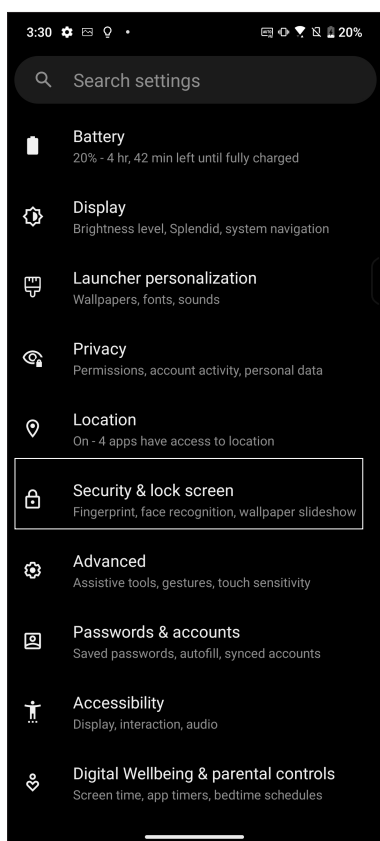 3:30 20%
Search settings
Battery
20% - 4 hr, 42 min left until fully charged
Display
Brightness level, Splendid, system navigation
Launcher personalization
Wallpapers, fonts, sounds
Privacy
Permissions, account activity, personal data
Location
On - 4 apps have access to location
Security & lock screen
Fingerprint, face recognition, wallpaper slideshow
Advanced
Assistive tools, gestures, touch sensitivity
Passwords & accounts
Saved passwords, autofill, synced accounts
Accessibility
Display, interaction, audio
Digital Wellbeing & parental controls
Screen time, app timers, bedtime schedules